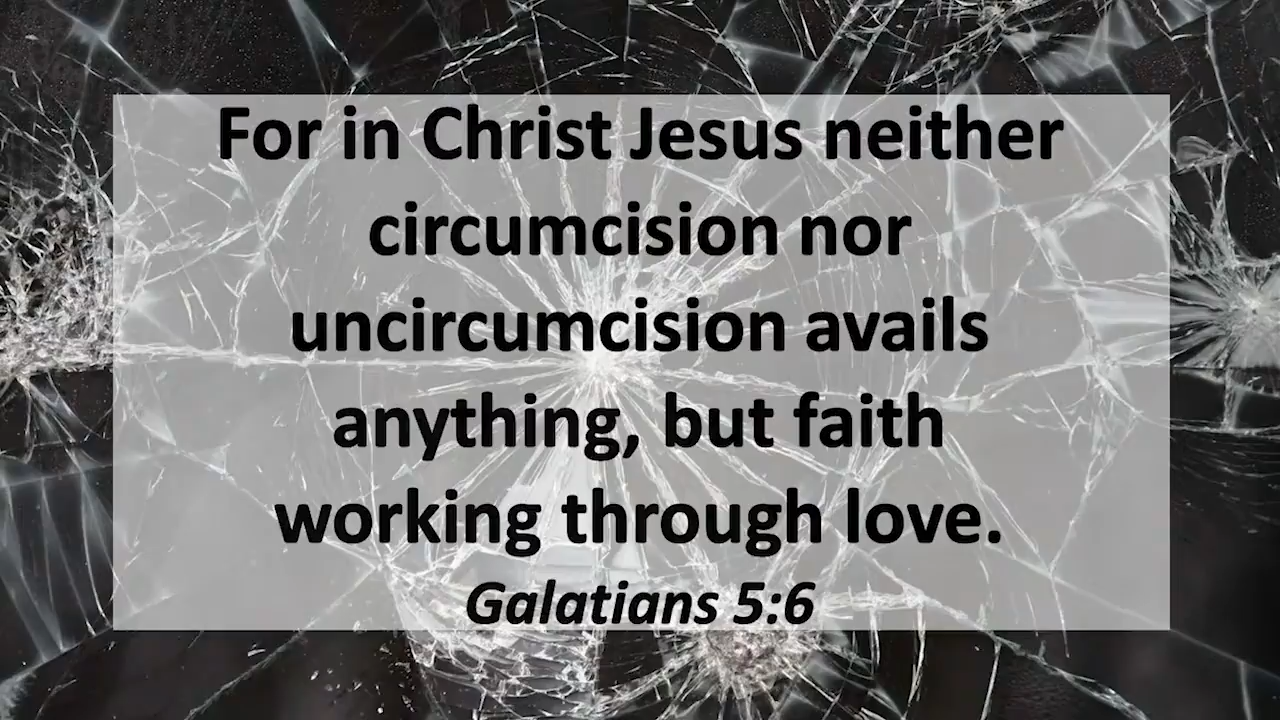 For in Christ Jesus neither
circumcision nor
uncircumcision avails
anything, but faith
working through love.
Galatians 5:6